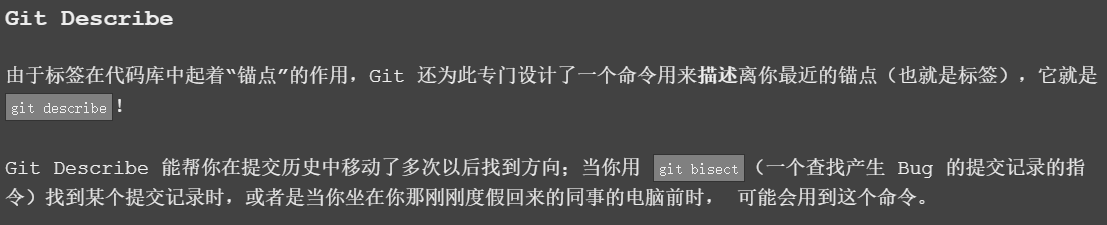 Git Describe
由于标签在代码库中起着“锚点”的作用，Git 还为此专门设计了一个命令用来描述离你最近的锚点（也就是标签），它就是
git describe！
Git Describe 能帮你在提交历史中移动了多次以后找到方向；当你用 git bisect（一个查找产生 Bug 的提交记录的指
令）找到某个提交记录时，或者是当你坐在你那刚刚度假回来的同事的电脑前时， 可能会用到这个命令。